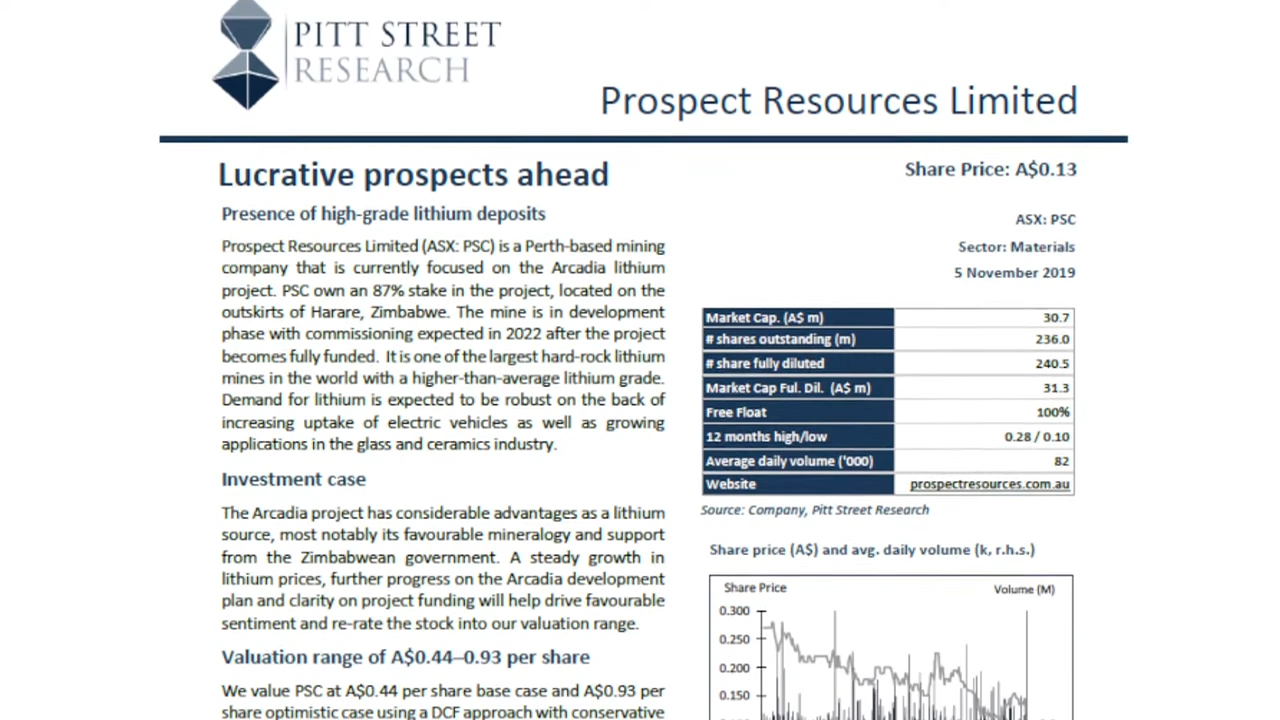 PITT STREET
RESEARCH
Prospect Resources Limited
Lucrative prospects ahead
Presence of high-grade lithium deposits
Prospect Resources Limited (ASX: PSC) is a Perth-based mining
company that is currently focused on the Arcadia lithium
project. PSC own an 87% stake in the project, located on the
outskirts of Harare, Zimbabwe. The mine is in development
phase with commissioning expected in 2022 after the project
becomes fully funded. It is one of the largest hard-rock lithium
mines in the world with a higher-than-average lithium grade.
Demand for lithium is expected to be robust on the back of
increasing uptake of electric vehicles as well as growing
applications in the glass and ceramics industry.
Investment case
The Arcadia project has considerable advantages as a lithium
source, most notably its favourable mineralogy and support
from the Zimbabwean government. A steady growth in
lithium prices, further progress on the Arcadia development
plan and clarity on project funding will help drive favourable
sentiment and re-rate the stock into our valuation range.
Valuation range of A$0.44–0.93 per share
We value PSC at A$0.44 per share base case and A$0.93 per
share optimistic case using a DCF approach with conservative
Share Price: A$0.13
ASX: PSC
Sector: Materials
5 November 2019
Market Cap. (A$ m) 30.7
# shares outstanding (m) 236.0
# share fully diluted 240.5
Market Cap Ful. Dil. (A$ m) 31.3
Free Float 100%
12 months high/low 0.28 / 0.10
Average daily volume ('000) 82
Website prospectresources.com.au
Source: Company, Pitt Street Research
Share price (A$) and avg. daily volume (k, r.h.s.)
Share Price Volume (M)
0.300
0.250
0.200
0.150